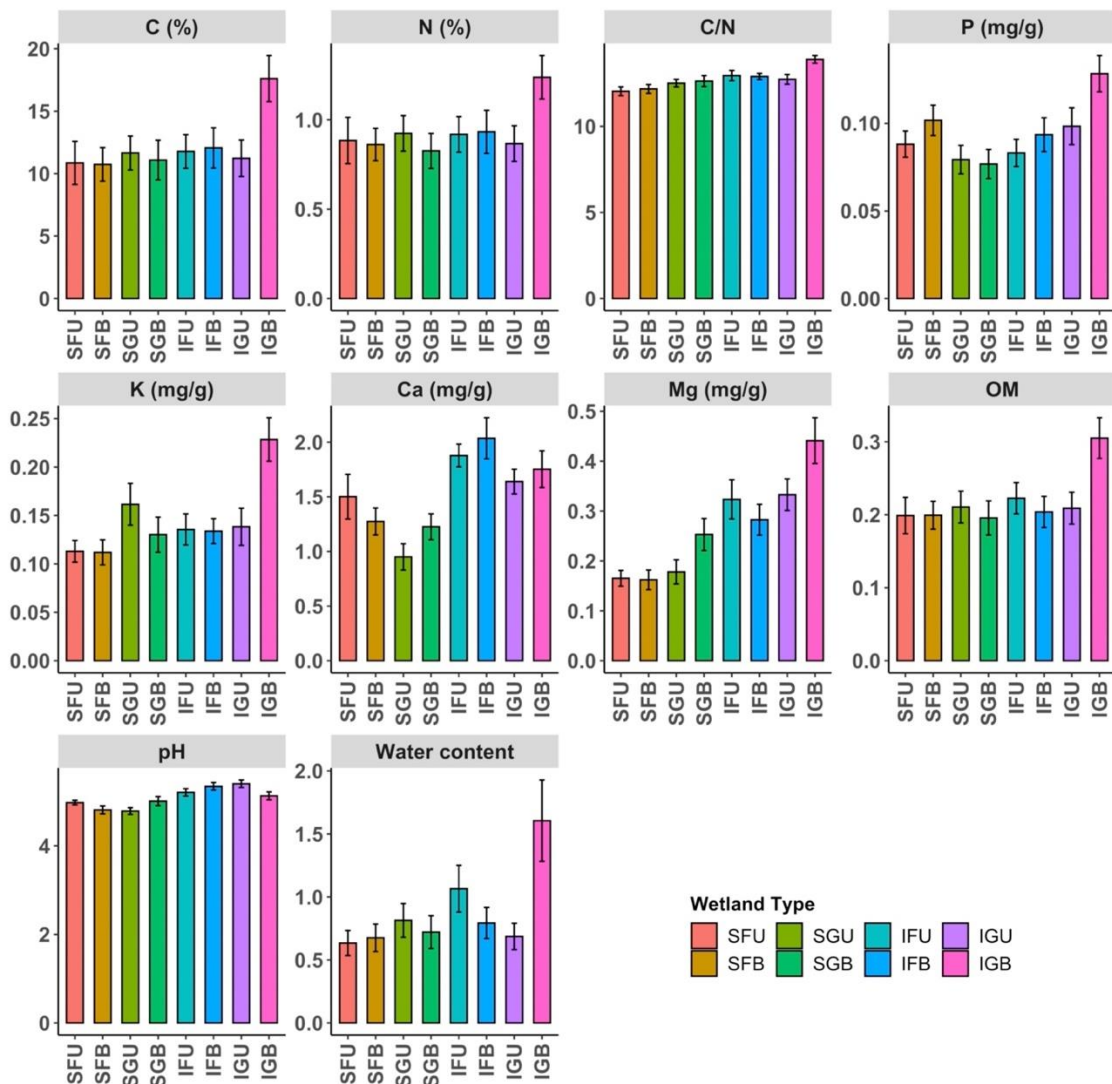 C (%)
N (%)
C/N
P (mg/g)
20
15
10
5
0
1.0
0.5
0.0
10
5
0
0.10
0.05
0.00
SFU SFB SGU SGB IFU IFB IGU IGB
SFU SFB SGU SGB IFU IFB IGU IGB
SFU SFB SGU SGB IFU IFB IGU IGB
SFU SFB SGU SGB IFU IFB IGU IGB
K (mg/g)
Ca (mg/g)
Mg (mg/g)
OM
0.25
0.20
0.15
0.10
0.05
0.00
2.0
1.5
1.0
0.5
0.0
0.5
0.4
0.3
0.2
0.1
0.0
0.3
0.2
0.1
0.0
SFU SFB SGU SGB IFU IFB IGU IGB
SFU SFB SGU SGB IFU IFB IGU IGB
SFU SFB SGU SGB IFU IFB IGU IGB
SFU SFB SGU SGB IFU IFB IGU IGB
pH
Water content
4
2
0
2.0
1.5
1.0
0.5
0.0
SFU SFB SGU SGB IFU IFB IGU IGB
SFU SFB SGU SGB IFU IFB IGU IGB
Wetland Type
SFU SGU IFU IGU
SFB SGB IFB IGB